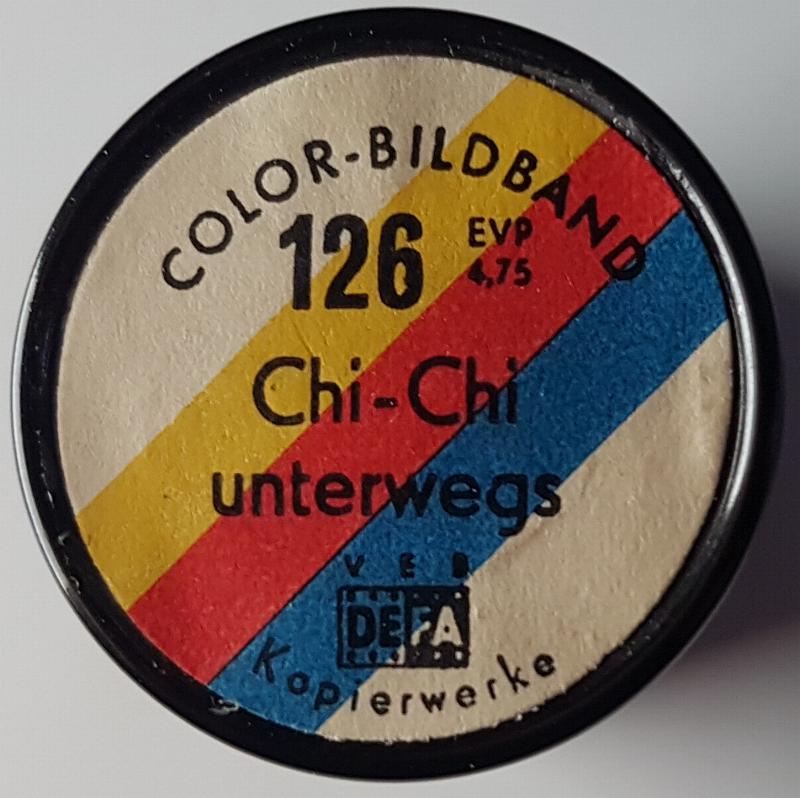 COLOR-BILDBAND
126 EVP 4,75
Chi-Chi
unterwegs
VEB
DEFA
Kopierwerke